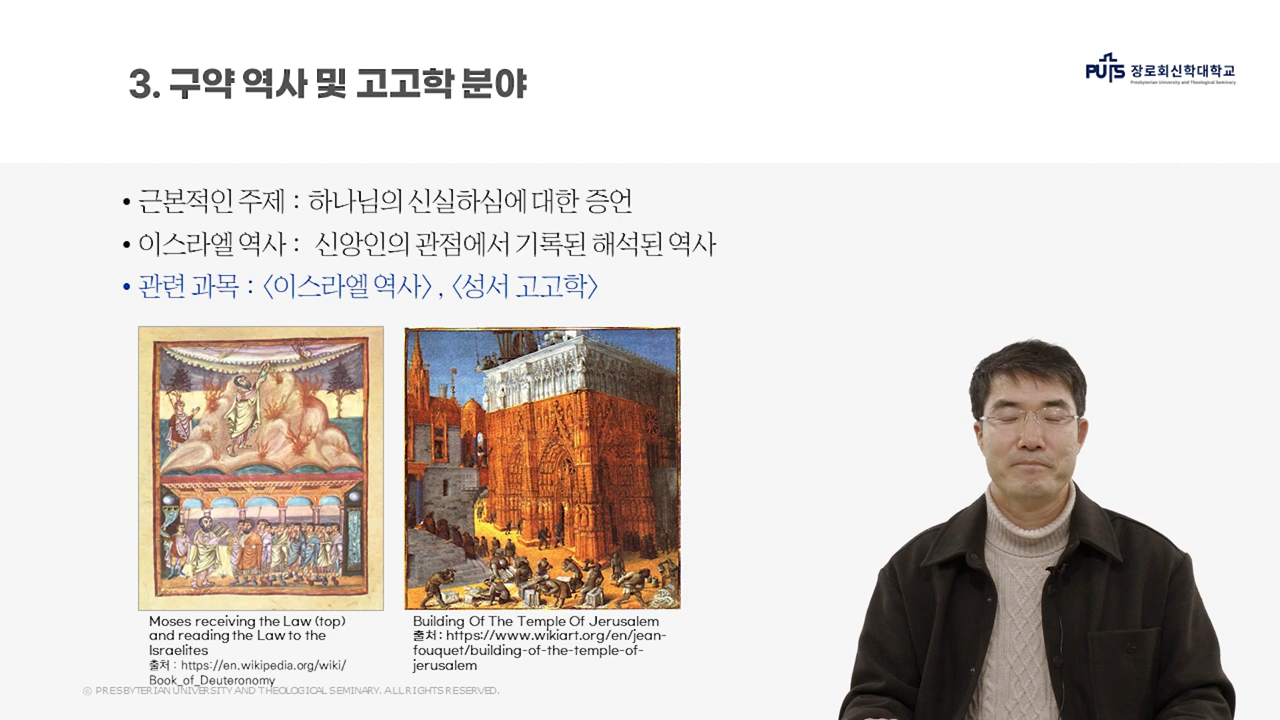 3. 구약 역사 및 고고학 분야
PUTS 장로회신학대학교
Presbyterian University and Theological Seminary
• 근본적인 주제 : 하나님의 신실하심에 대한 증언
• 이스라엘 역사 : 신앙인의 관점에서 기록된 해석된 역사
• 관련 과목 : <이스라엘 역사> , <성서 고고학>
Moses receiving the Law (top)
and reading the Law to the
Israelites
출처 : https://en.wikipedia.org/wiki/
Book_of_Deuteronomy
Building Of The Temple Of Jerusalem
출처 : https://www.wikiart.org/en/jean-
fouquet/building-of-the-temple-of-
jerusalem
© PRESBYTERIAN UNIVERSITY AND THEOLOGICAL SEMINARY. ALL RIGHTS RESERVED.